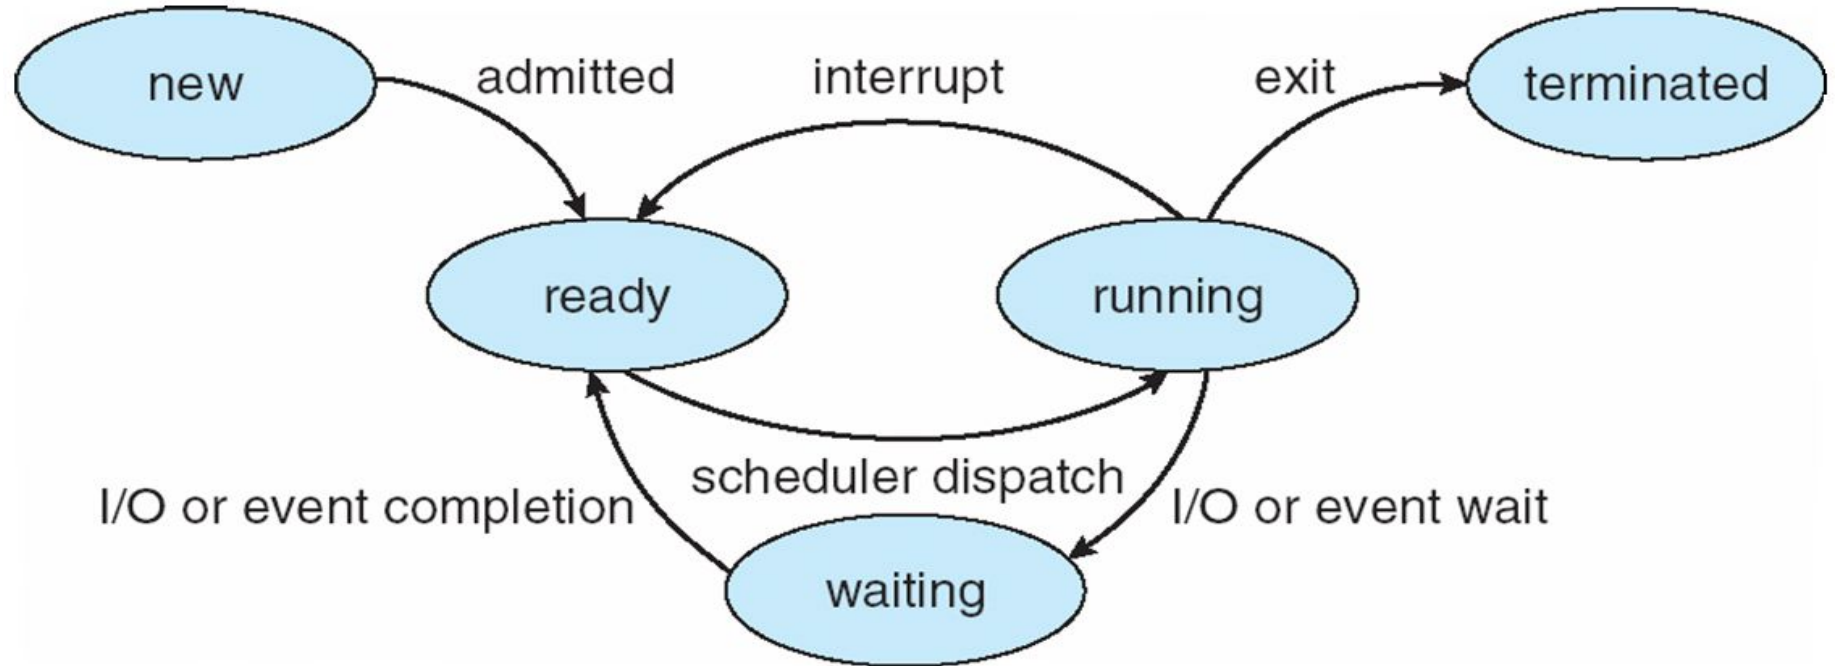 new
admitted
interrupt
exit
terminated
ready
running
scheduler dispatch
I/O or event completion
I/O or event wait
waiting